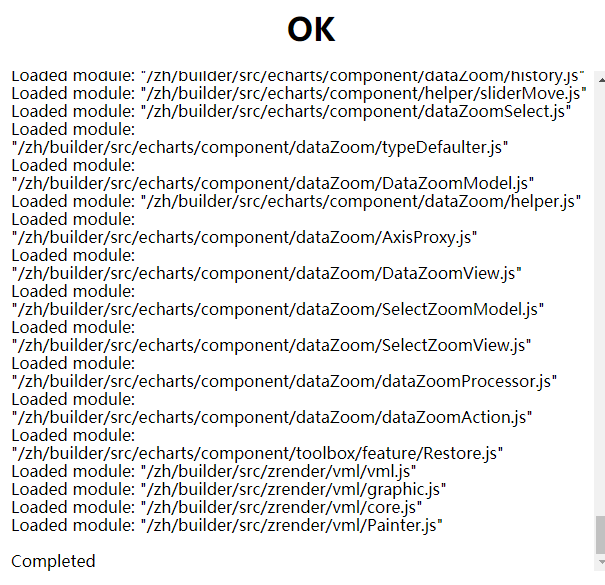 OK
Loaded module: "/zh/builder/src/echarts/component/dataZoom/history.js"
Loaded module: "/zh/builder/src/echarts/component/helper/sliderMove.js"
Loaded module: "/zh/builder/src/echarts/component/dataZoomSelect.js"
Loaded module:
"/zh/builder/src/echarts/component/dataZoom/typeDefaulter.js"
Loaded module:
"/zh/builder/src/echarts/component/dataZoom/DataZoomModel.js"
Loaded module: "/zh/builder/src/echarts/component/dataZoom/helper.js"
Loaded module:
"/zh/builder/src/echarts/component/dataZoom/AxisProxy.js"
Loaded module:
"/zh/builder/src/echarts/component/dataZoom/DataZoomView.js"
Loaded module:
"/zh/builder/src/echarts/component/dataZoom/SelectZoomModel.js"
Loaded module:
"/zh/builder/src/echarts/component/dataZoom/SelectZoomView.js"
Loaded module:
"/zh/builder/src/echarts/component/dataZoom/dataZoomProcessor.js"
Loaded module:
"/zh/builder/src/echarts/component/dataZoom/dataZoomAction.js"
Loaded module:
"/zh/builder/src/echarts/component/toolbox/feature/Restore.js"
Loaded module: "/zh/builder/src/zrender/vml/vml.js"
Loaded module: "/zh/builder/src/zrender/vml/graphic.js"
Loaded module: "/zh/builder/src/zrender/vml/core.js"
Loaded module: "/zh/builder/src/zrender/vml/Painter.js"
Completed